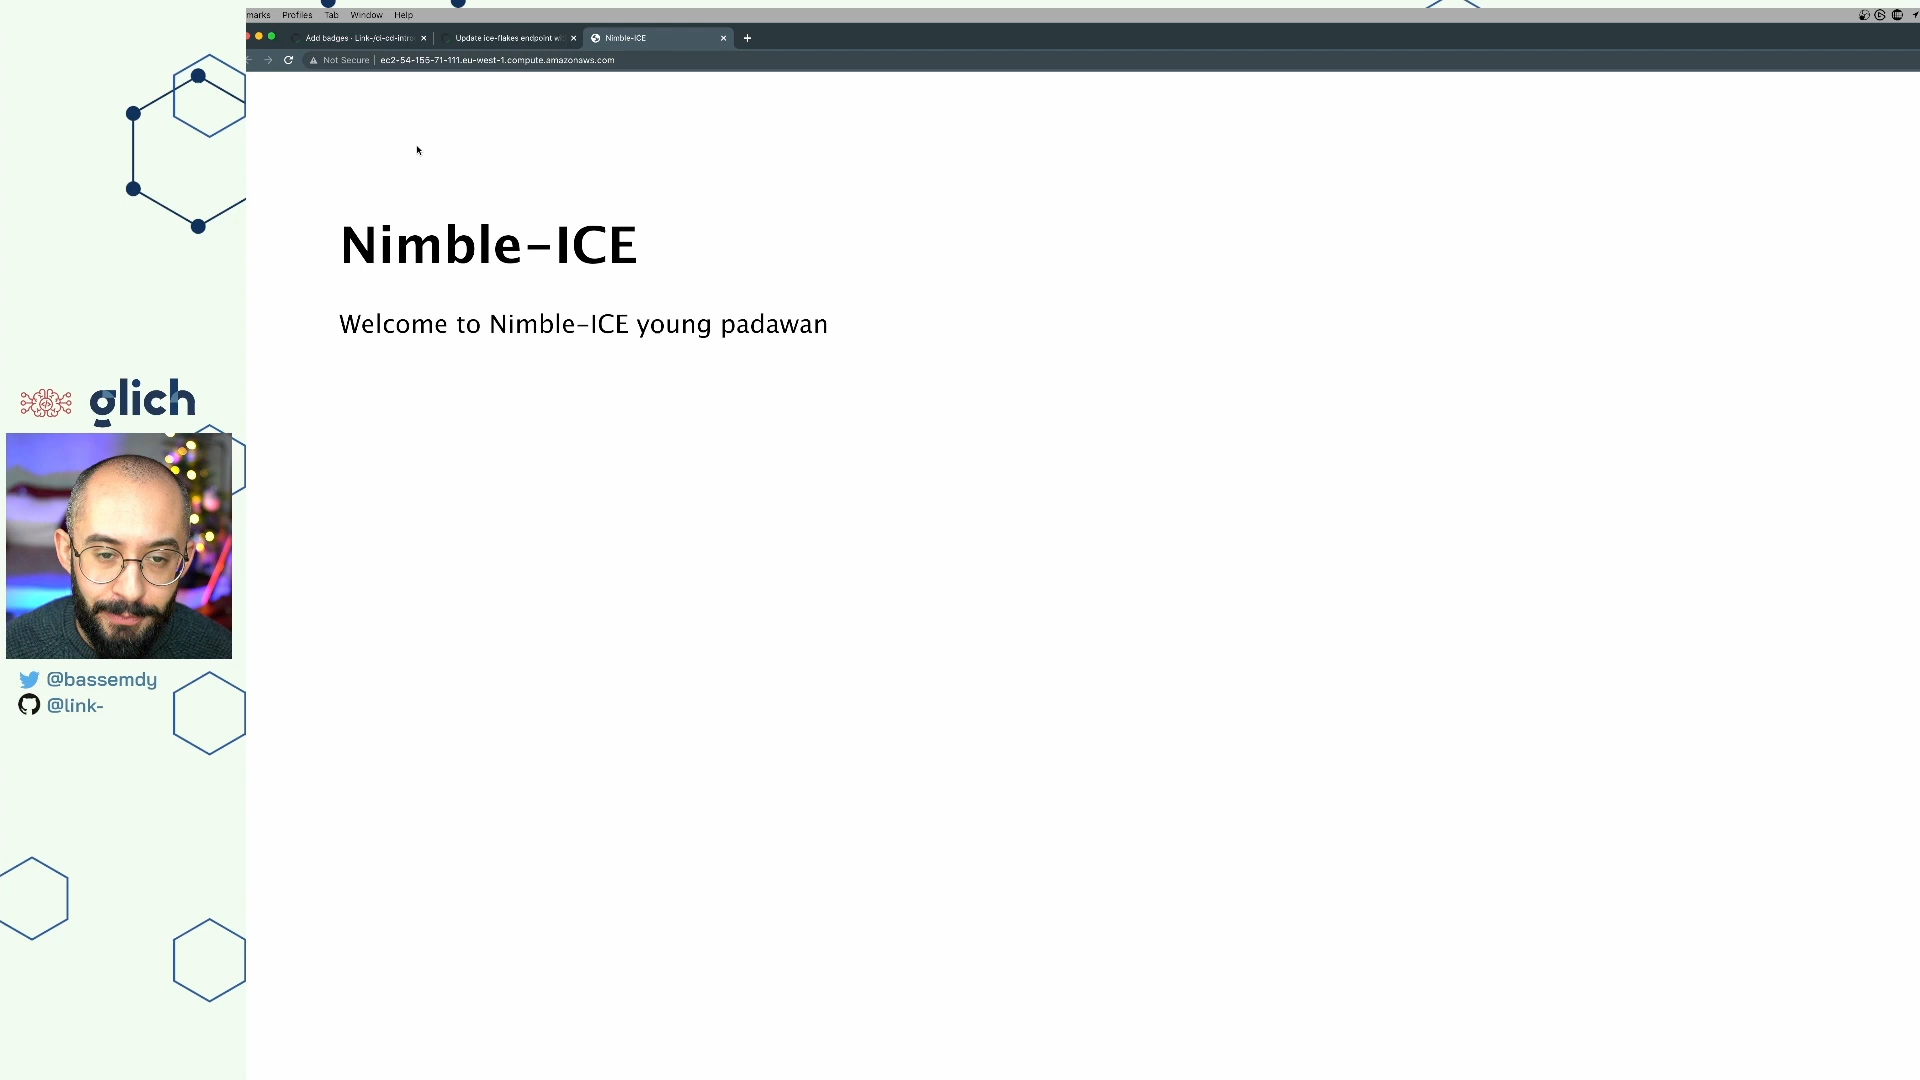 marks Profiles Tab Window Help
Add badges · Link-/ci-cd-intro
Update ice-flakes endpoint wi
Nimble-ICE
Not Secure
ec2-54-155-71-111.eu-west-1.compute.amazonaws.com
Nimble-ICE
Welcome to Nimble-ICE young padawan
glich
@bassemdy
@link-